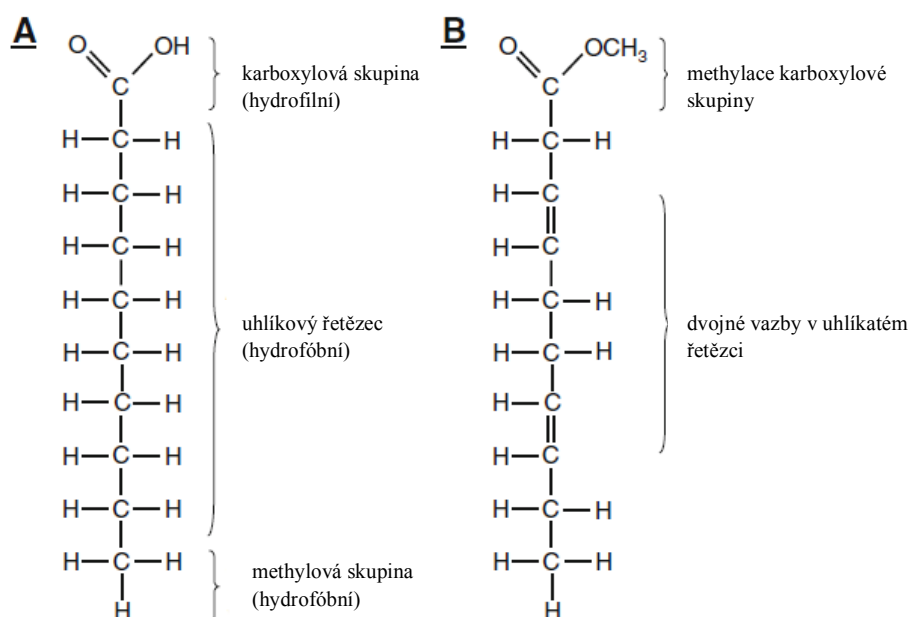 A
O OH
C
karboxylová skupina
(hydrofilní)
H C H
H C H
H C H
H C H
H C H
H C H
H C H
H C H
uhlíkový řetězec
(hydrofóbní)
H C H
H
methylová skupina
(hydrofóbní)
B
O OCH3
C
methylace karboxylové
skupiny
H C H
H C
H C
H C H
H C H
H C
H C
dvojné vazby v uhlíkatém
řetězci
H C H
H C H
H